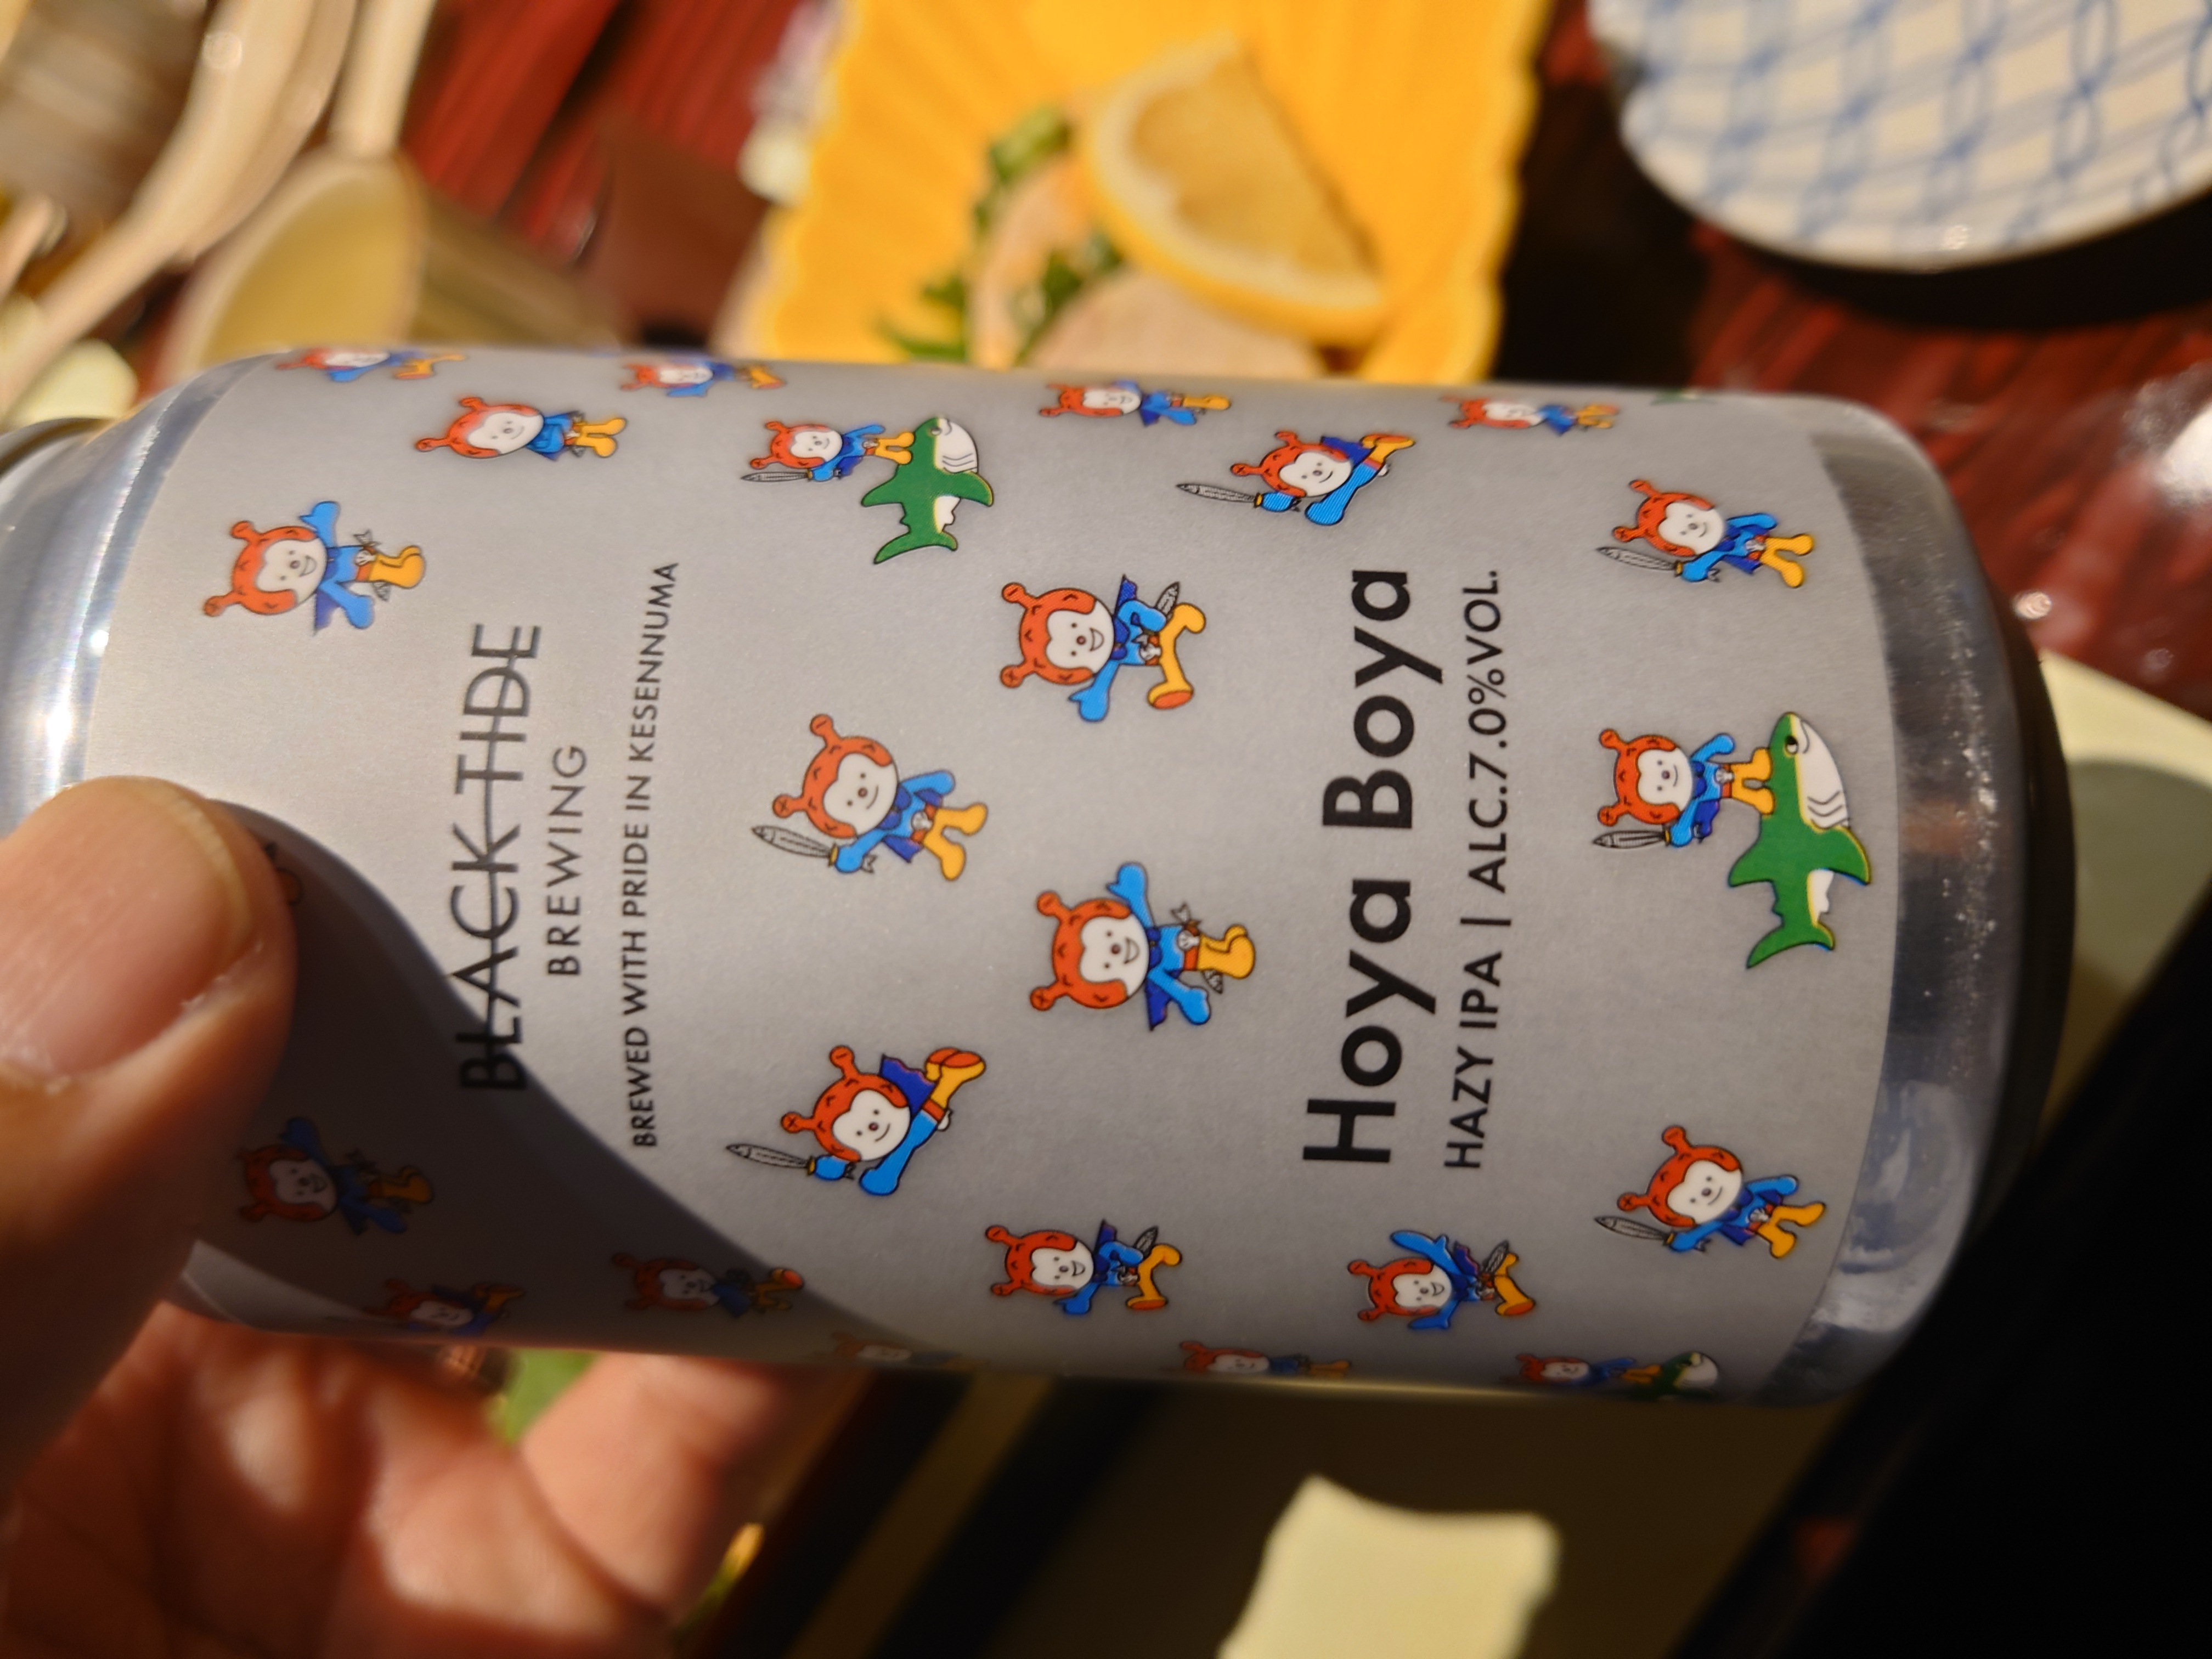 BLACK TIDE
BREWING
BREWED WITH PRIDE IN KESENNUMA
Hoya Boya
HAZY IPA | ALC.7.0%VOL.